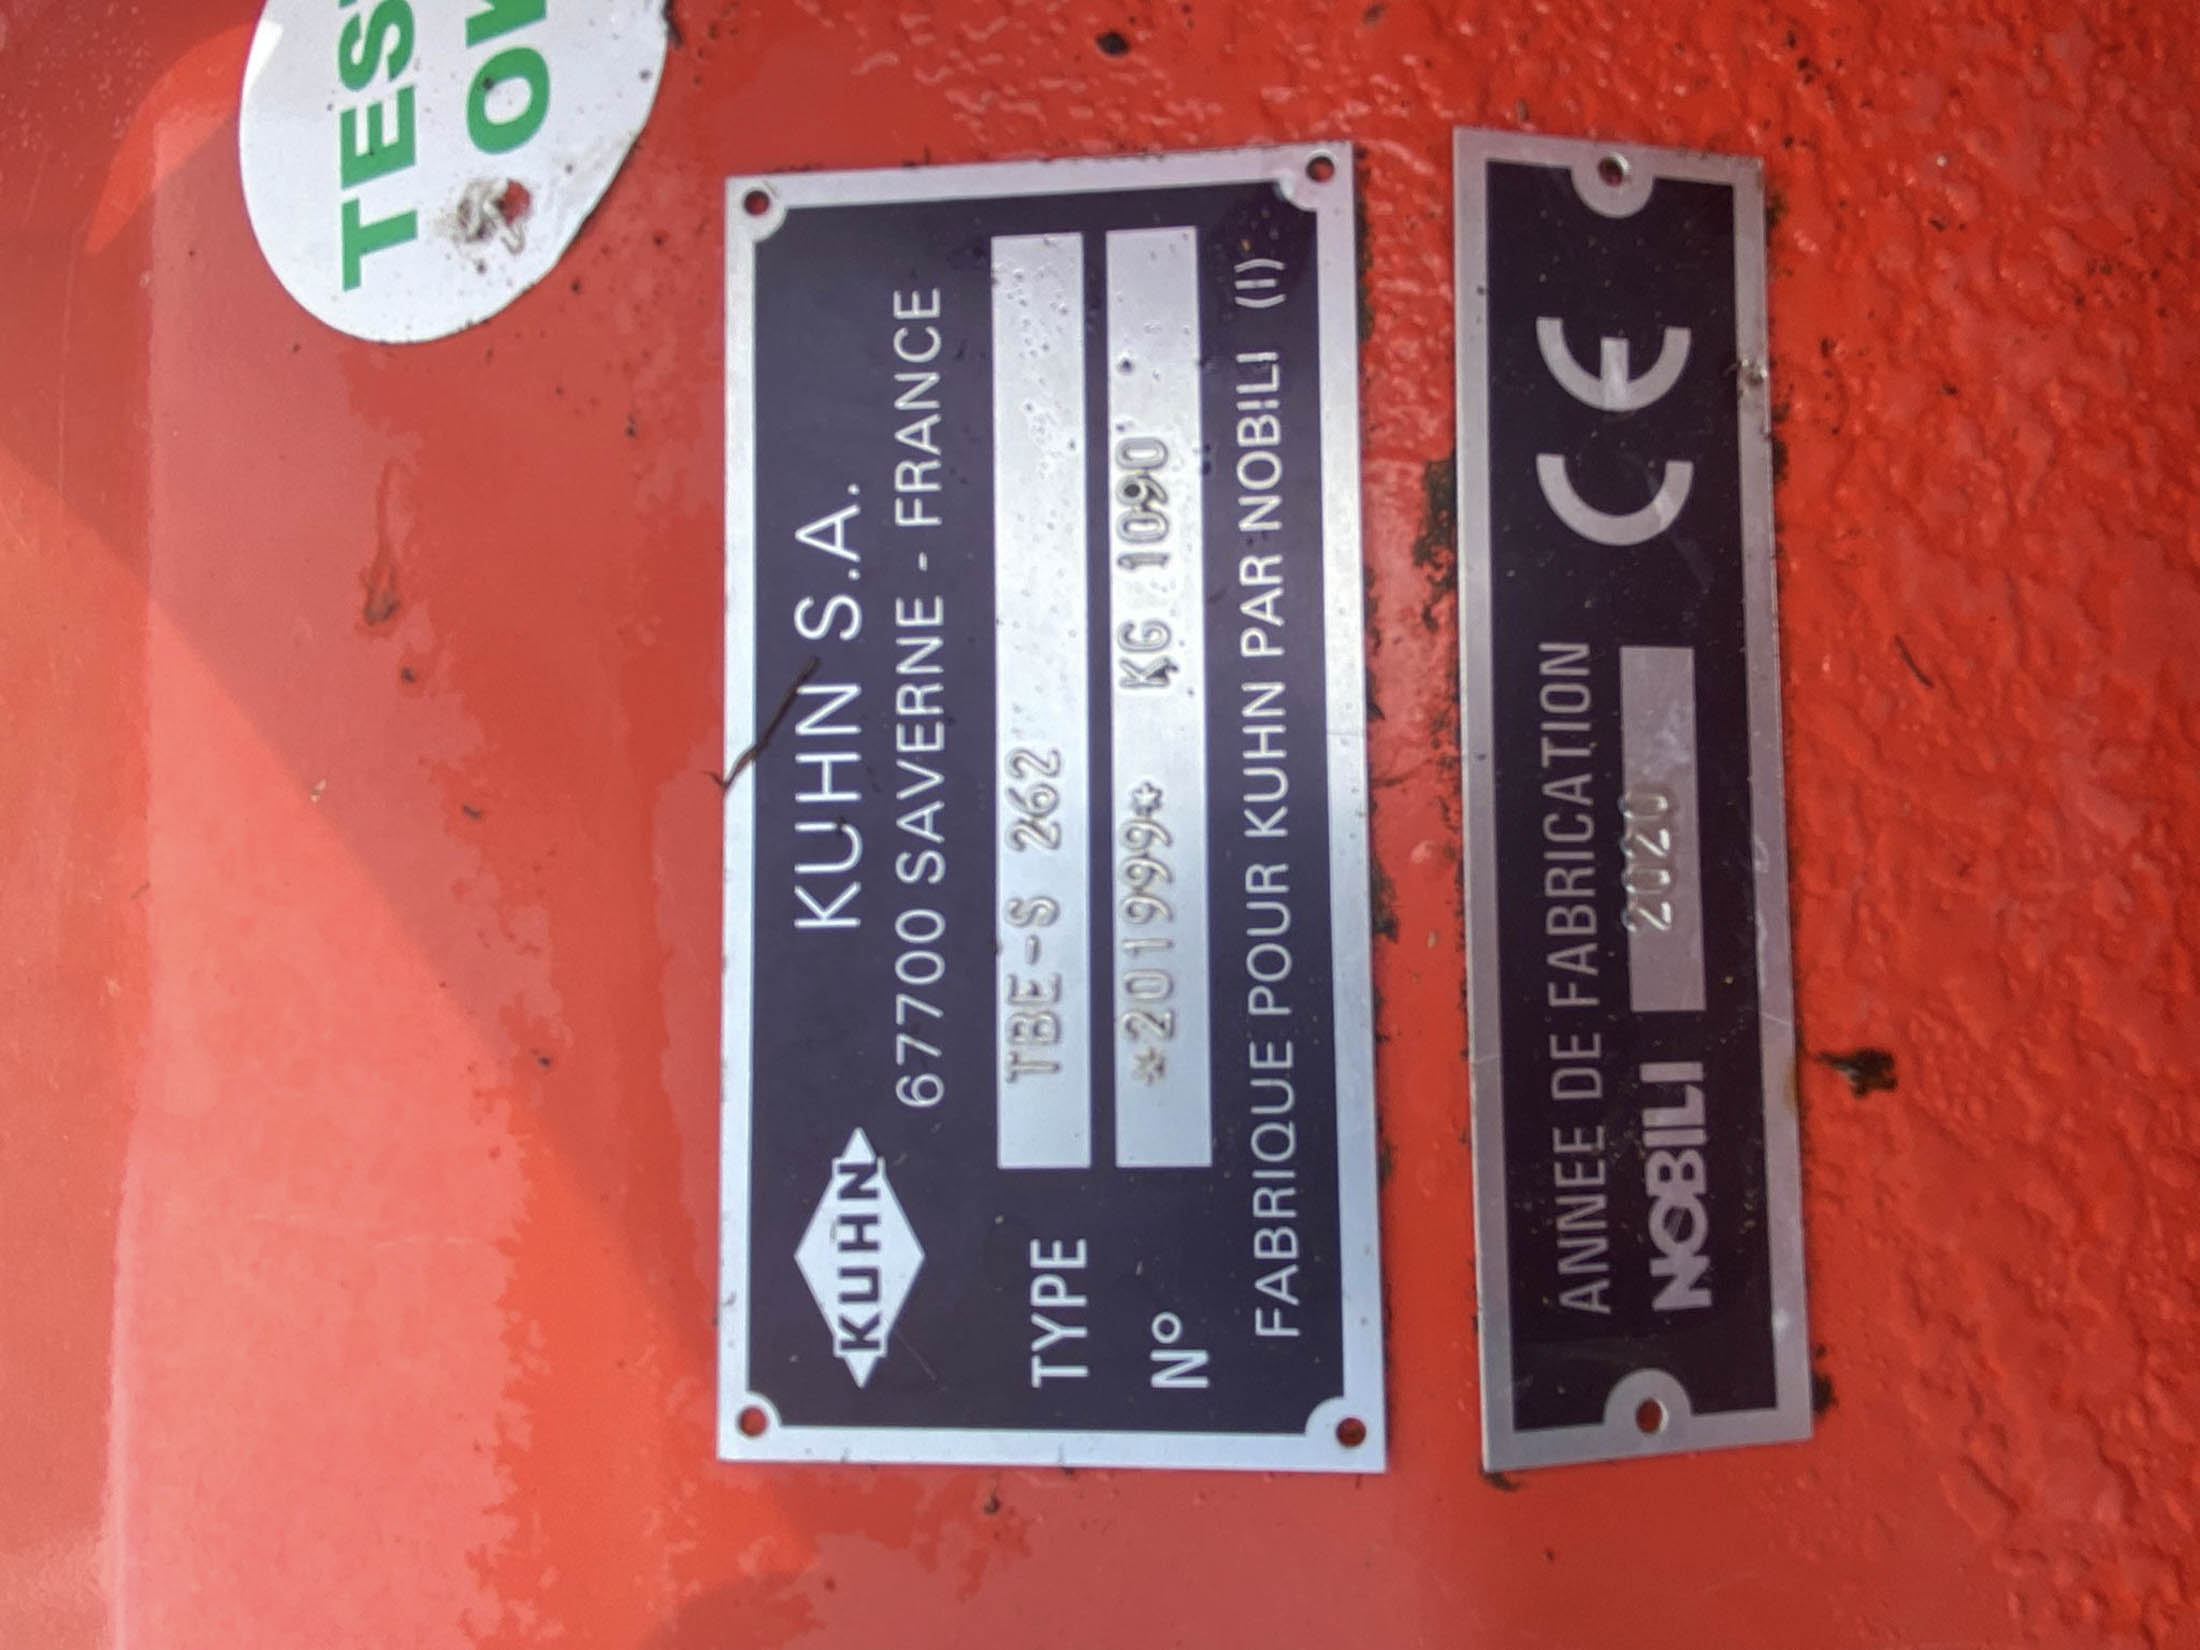 TES
OK
KUHN
KUHN S.A.
67700 SAVERNE - FRANCE
TYPE TBE-S 262
N° *201999* KG 1090
FABRIQUE POUR KUHN PAR NOBILI (I)
ANNEE DE FABRICATION
NOBILI 2020
CE